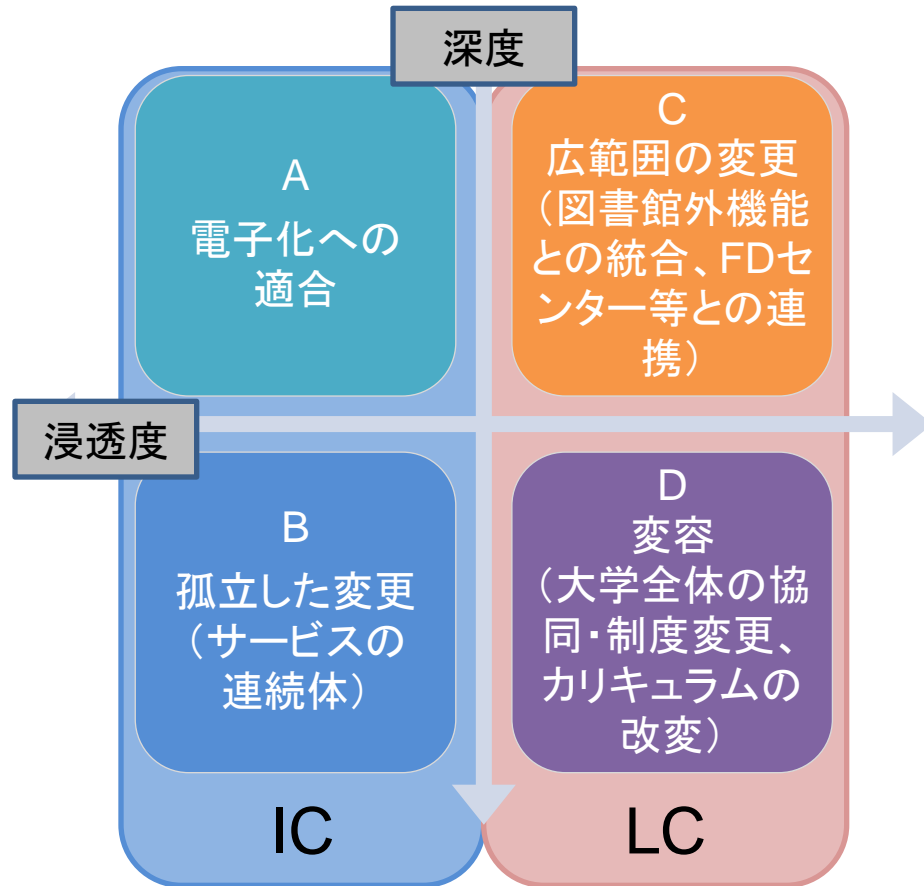 深度
A
電子化への
適合
C
広範囲の変更
（図書館外機能
との統合、FDセ
ンター等との連
携）
浸透度
B
孤立した変更
（サービスの
連続体）
D
変容
（大学全体の協
同・制度変更、
カリキュラムの
改変）
IC
LC